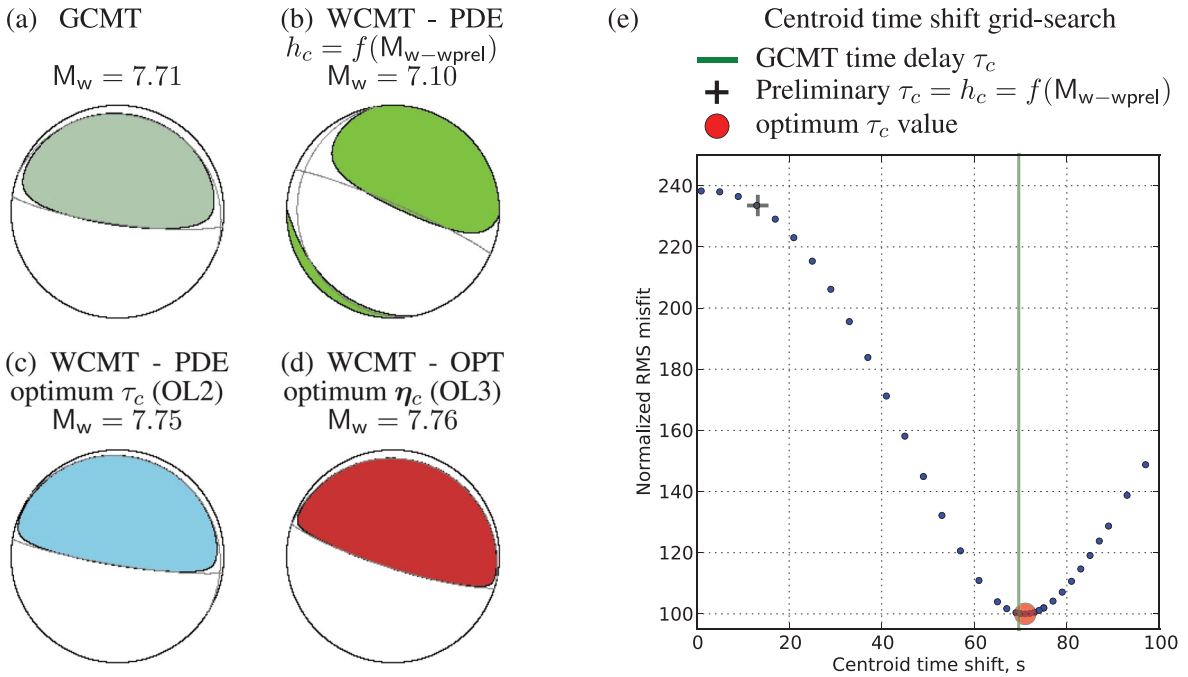 (a) GCMT
M_w = 7.71
(b) WCMT - PDE
h_c = f(M_w−wprel)
M_w = 7.10
(c) WCMT - PDE
optimum τ_c (OL2)
M_w = 7.75
(d) WCMT - OPT
optimum η_c (OL3)
M_w = 7.76
(e) Centroid time shift grid-search
GCMT time delay τ_c
Preliminary τ_c = h_c = f(M_w−wprel)
optimum τ_c value
Normalized RMS misfit
240
220
200
180
160
140
120
100
0 20 40 60 80 100
Centroid time shift, s